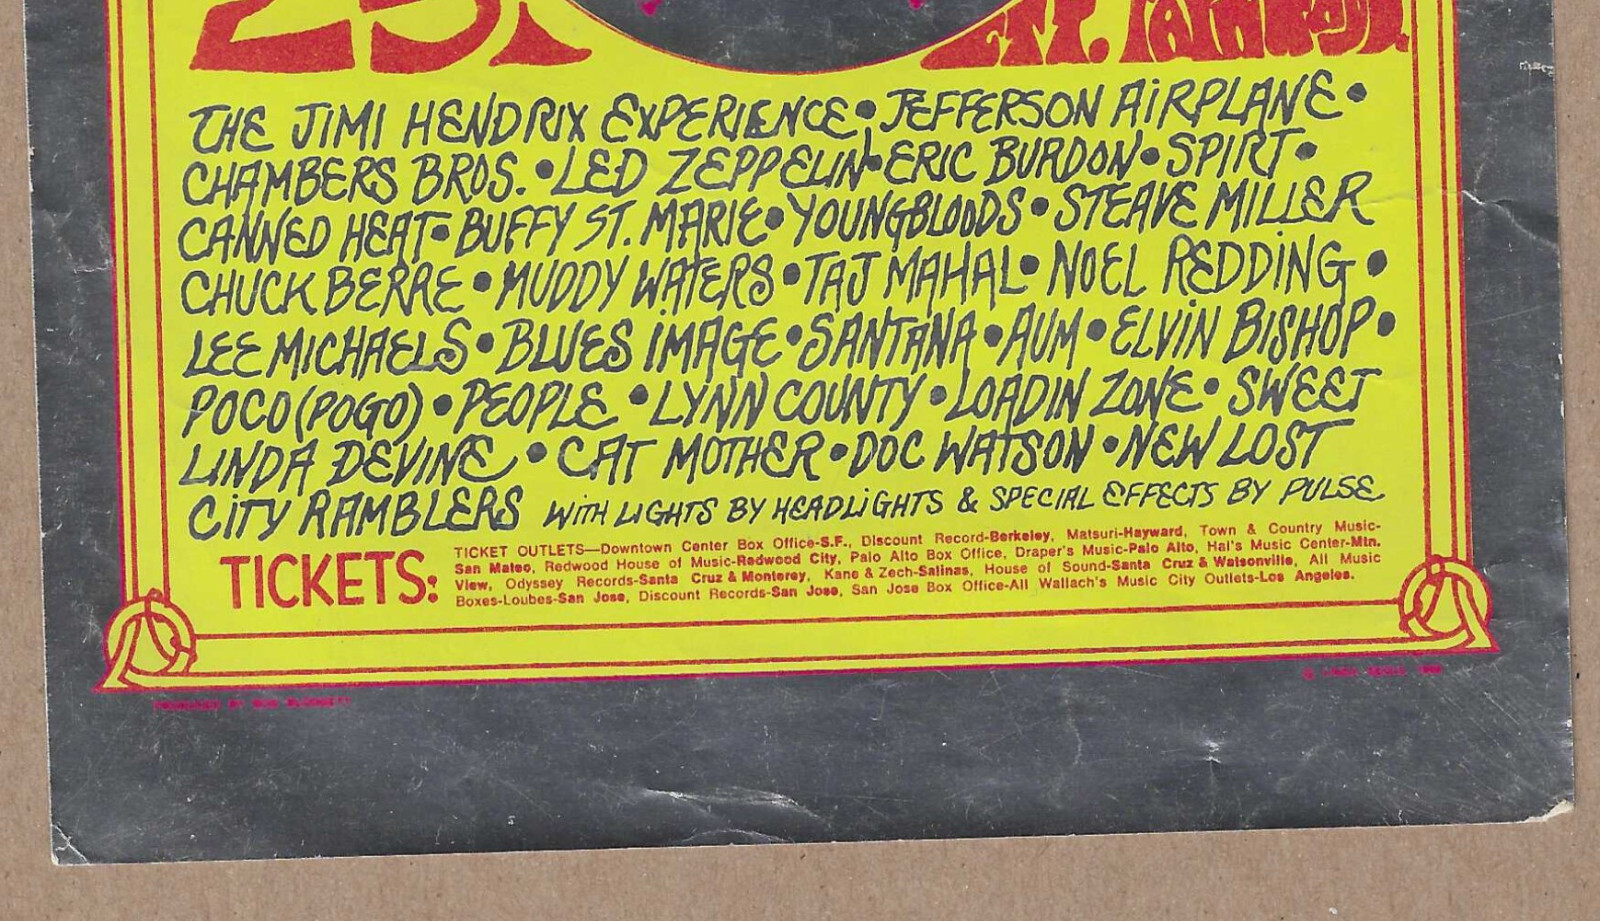 25
THE JIMI HENDRIX EXPERIENCE • JEFFERSON AIRPLANE •
CHAMBERS BROS. • LED ZEPPELIN • ERIC BURDON • SPIRT •
CANNED HEAT • BUFFY ST. MARIE • YOUNGBLOODS • STEAVE MILLER
CHUCK BERRE • MUDDY WATERS • TAJ MAHAL • NOEL REDDING •
LEE MICHAELS • BLUES IMAGE • SANTANA • AUM • ELVIN BISHOP •
POCO (POGO) • PEOPLE • LYNN COUNTY • LOADIN ZONE • SWEET
LINDA DEVINE • CAT MOTHER • DOC WATSON • NEW LOST
CITY RAMBLERS WITH LIGHTS BY HEADLIGHTS & SPECIAL EFFECTS BY PULSE
TICKETS:
TICKET OUTLETS—Downtown Center Box Office-S.F., Discount Record-Berkeley, Matsuri-Hayward, Town & Country Music-
San Mateo, Redwood House of Music-Redwood City, Palo Alto Box Office, Draper's Music-Palo Alto, Hal's Music Center-Mtn.
View, Odyssey Records-Santa Cruz & Monterey, Kane & Zech-Salinas, House of Sound-Santa Cruz & Watsonville, All Music
Boxes-Loubes-San Jose, Discount Records-San Jose, San Jose Box Office-All Wallach's Music City Outlets-Los Angeles.